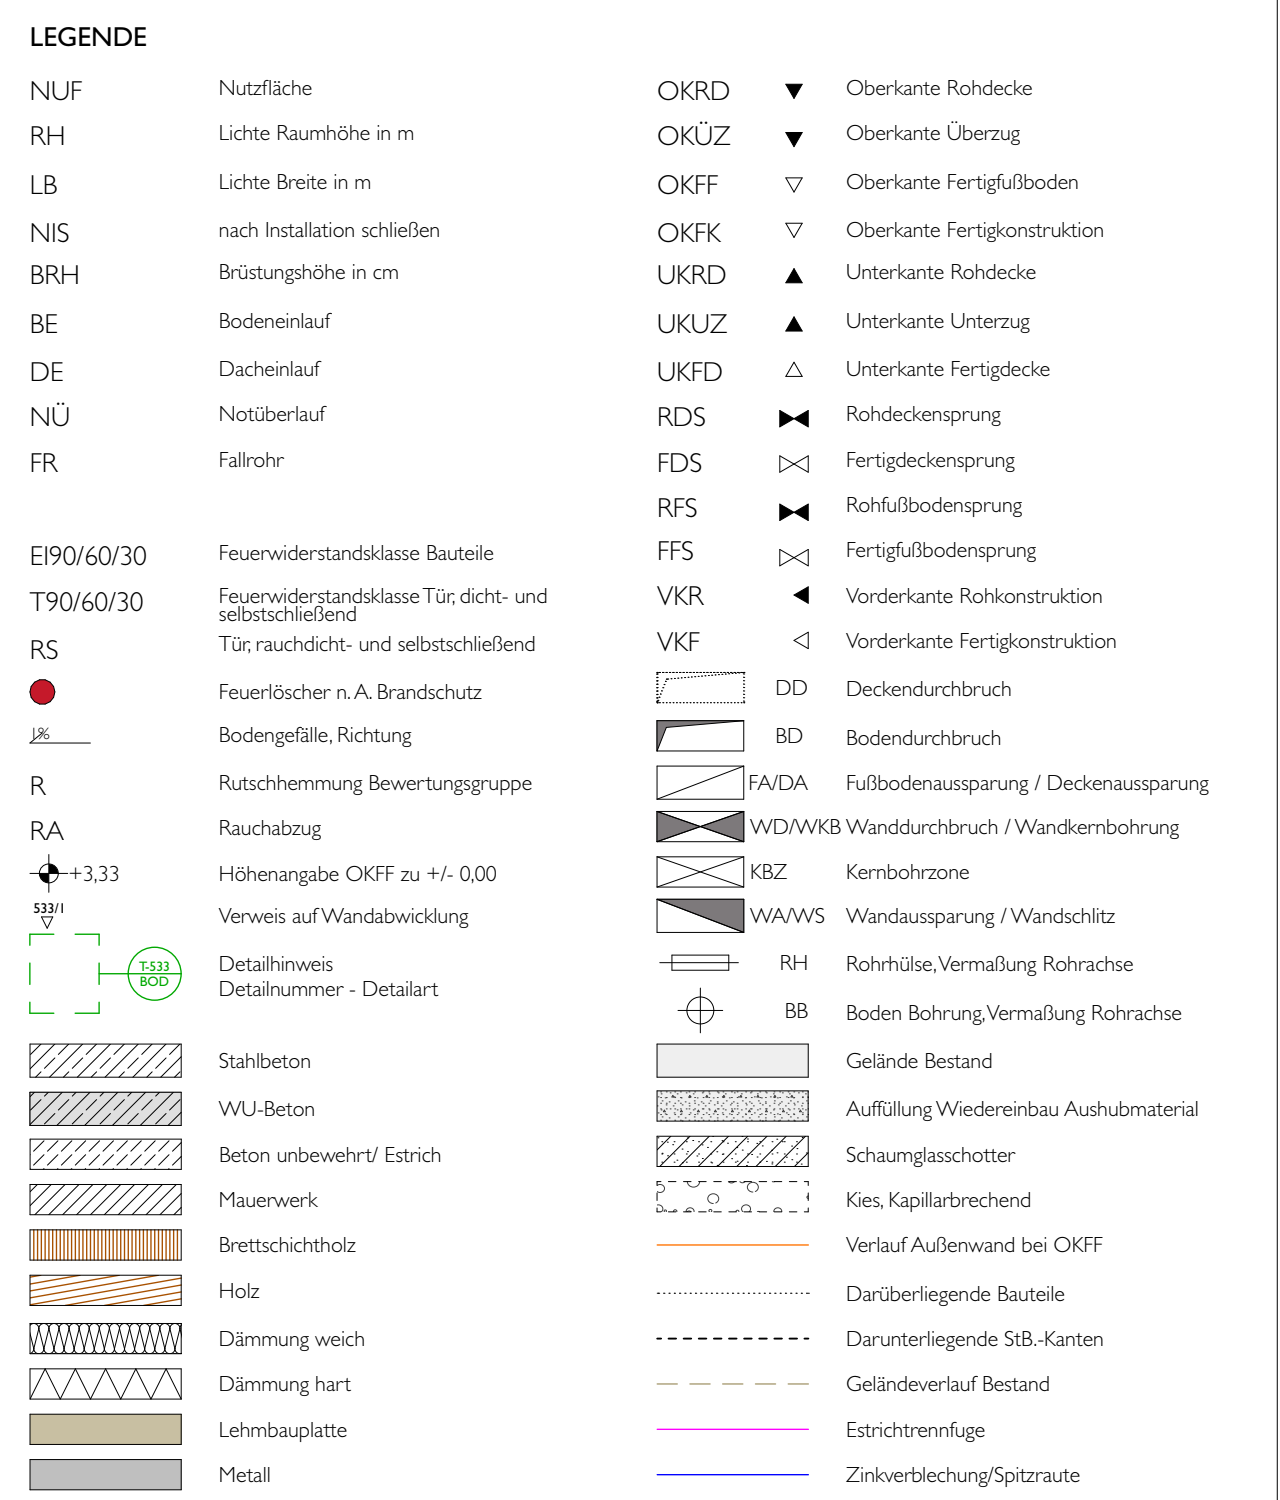 LEGENDE
NUF Nutzfläche
RH Lichte Raumhöhe in m
LB Lichte Breite in m
NIS nach Installation schließen
BRH Brüstungshöhe in cm
BE Bodeneinlauf
DE Dacheinlauf
NÜ Notüberlauf
FR Fallrohr
EI90/60/30 Feuerwiderstandsklasse Bauteile
T90/60/30 Feuerwiderstandsklasse Tür, dicht- und
selbstschließend
RS Tür, rauchdicht- und selbstschließend
Feuerlöscher n. A. Brandschutz
1% Bodengefälle, Richtung
R Rutschhemmung Bewertungsgruppe
RA Rauchabzug
+3,33 Höhenangabe OKFF zu +/- 0,00
533/1 Verweis auf Wandabwicklung
T-533 Detailhinweis
BOD Detailnummer - Detailart
Stahlbeton
WU-Beton
Beton unbewehrt/ Estrich
Mauerwerk
Brettschichtholz
Holz
Dämmung weich
Dämmung hart
Lehmbauplatte
Metall
OKRD Oberkante Rohdecke
OKÜZ Oberkante Überzug
OKFF Oberkante Fertigfußboden
OKFK Oberkante Fertigkonstruktion
UKRD Unterkante Rohdecke
UKUZ Unterkante Unterzug
UKFD Unterkante Fertigdecke
RDS Rohdeckensprung
FDS Fertigdeckensprung
RFS Rohfußbodensprung
FFS Fertigfußbodensprung
VKR Vorderkante Rohkonstruktion
VKF Vorderkante Fertigkonstruktion
DD Deckendurchbruch
BD Bodendurchbruch
FA/DA Fußbodenaussparung / Deckenaussparung
WD/WKB Wanddurchbruch / Wandkernbohrung
KBZ Kernbohrzone
WA/WS Wandaussparung / Wandschlitz
RH Rohrhülse, Vermaßung Rohrachse
BB Boden Bohrung, Vermaßung Rohrachse
Gelände Bestand
Auffüllung Wiedereinbau Aushubmaterial
Schaumglasschotter
Kies, Kapillarbrechend
Verlauf Außenwand bei OKFF
Darüberliegende Bauteile
Darunterliegende StB.-Kanten
Geländeverlauf Bestand
Estrichtrennfuge
Zinkverblechung/Spitzraute